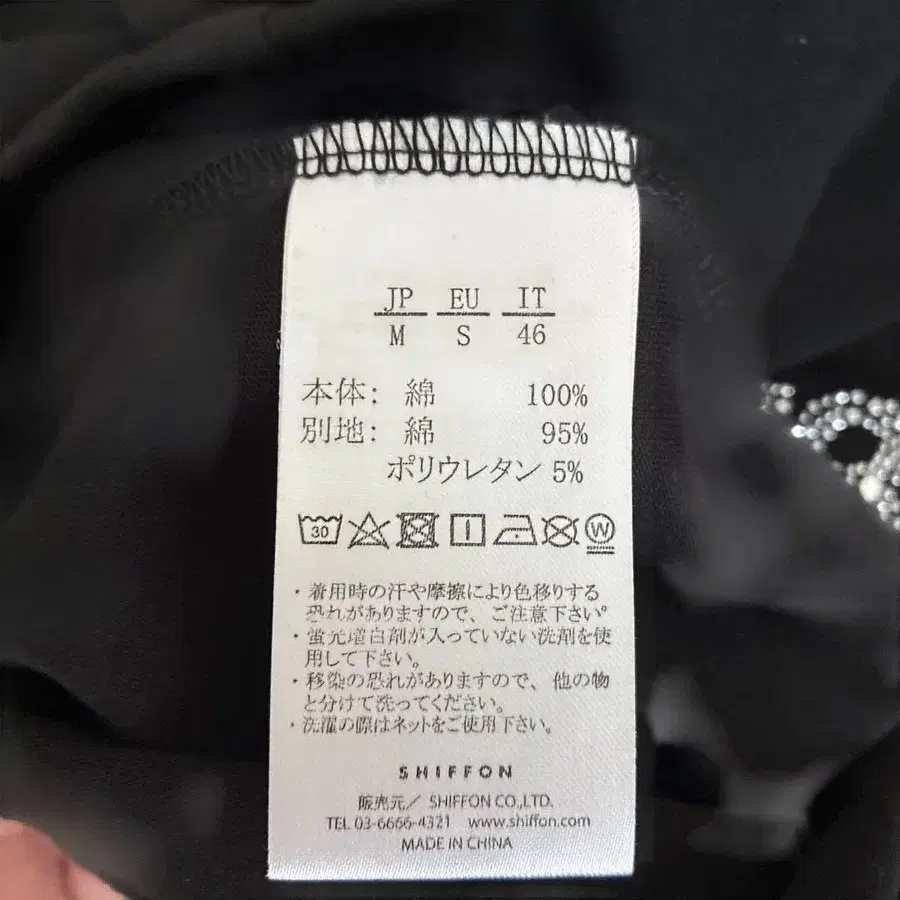 JP EU IT
M S 46
本体: 綿 100%
別地: 綿 95%
ポリウレタン 5%
30 W
・着用時の汗や摩擦により色移りする
恐れがありますので、ご注意下さい。
・蛍光増白剤が入っていない洗剤を使
用して下さい。
・移染の恐れがありますので、他の物
と分けて洗ってください。
・洗濯の際はネットをご使用下さい。
SHIFFON
販売元/ SHIFFON CO.,LTD.
TEL 03-6666-4321 www.shiffon.com
MADE IN CHINA